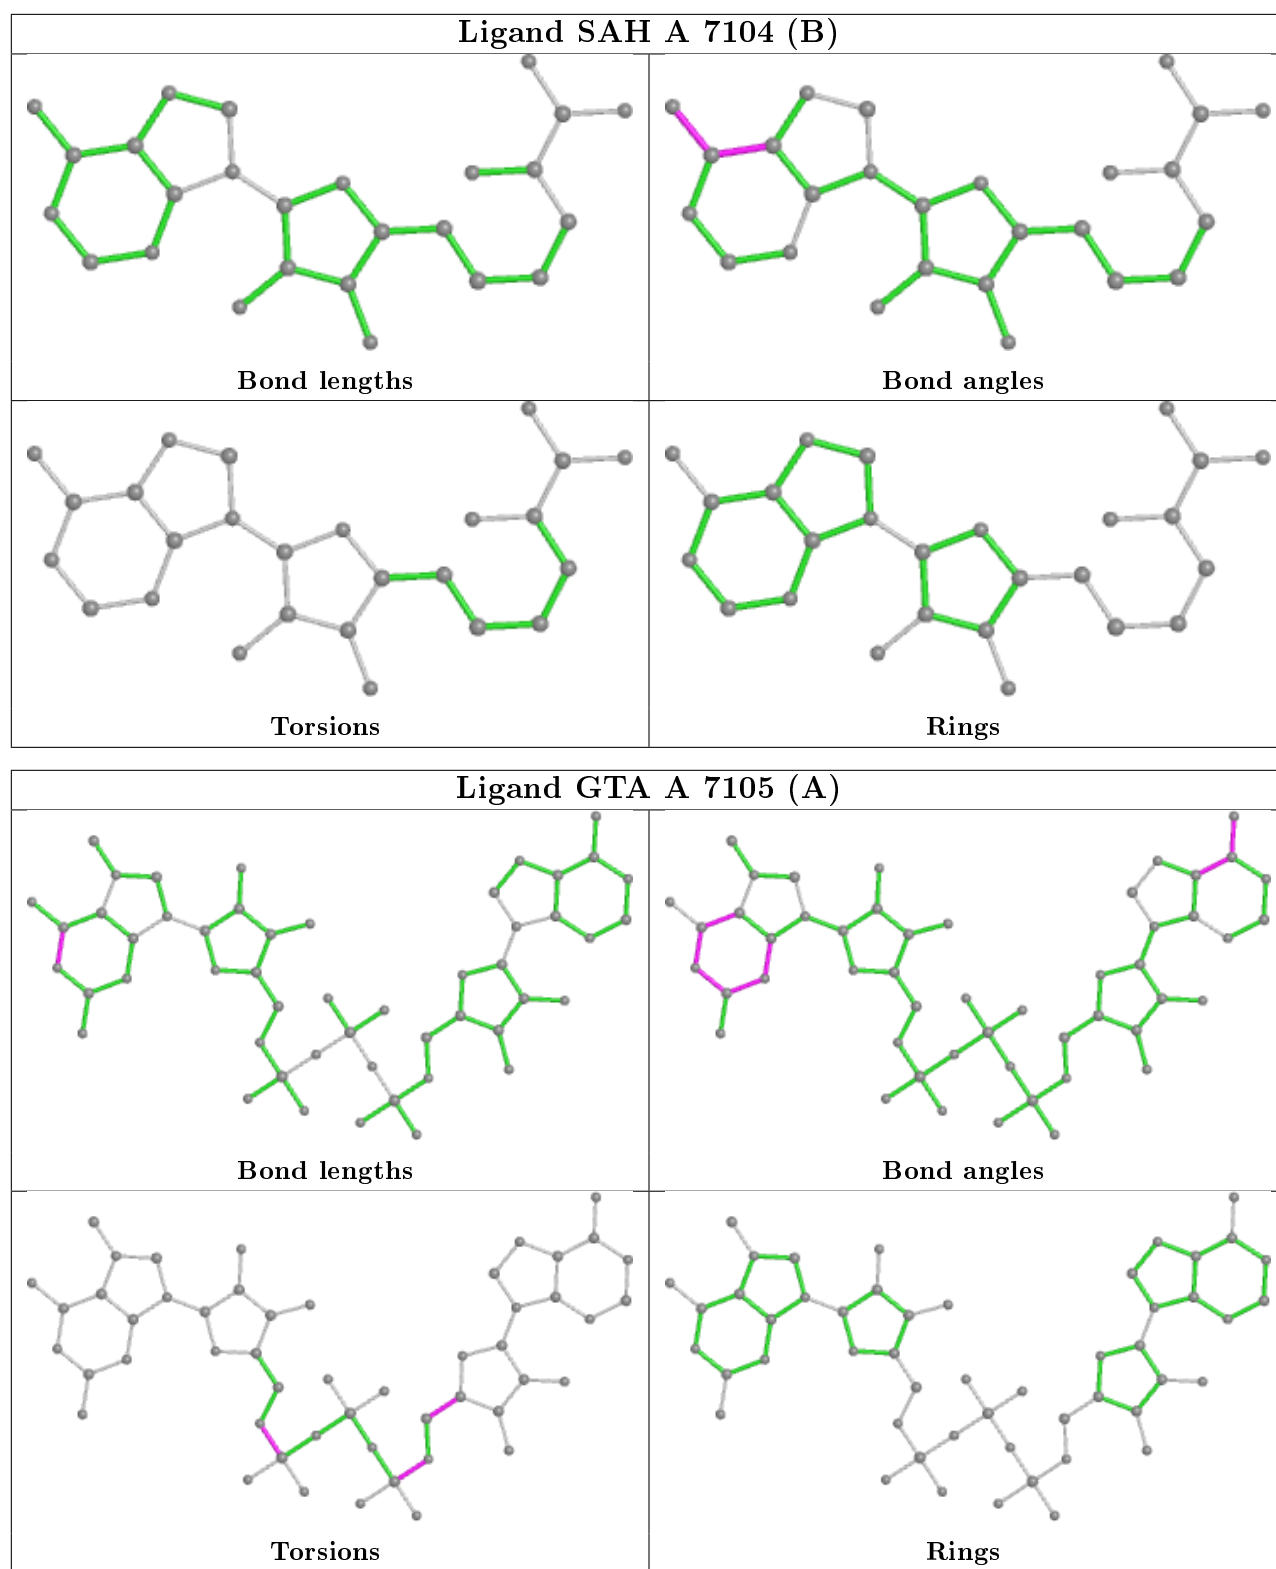 Ligand SAH A 7104 (B)
Bond lengths
Bond angles
Torsions
Rings
Ligand GTA A 7105 (A)
Bond lengths
Bond angles
Torsions
Rings